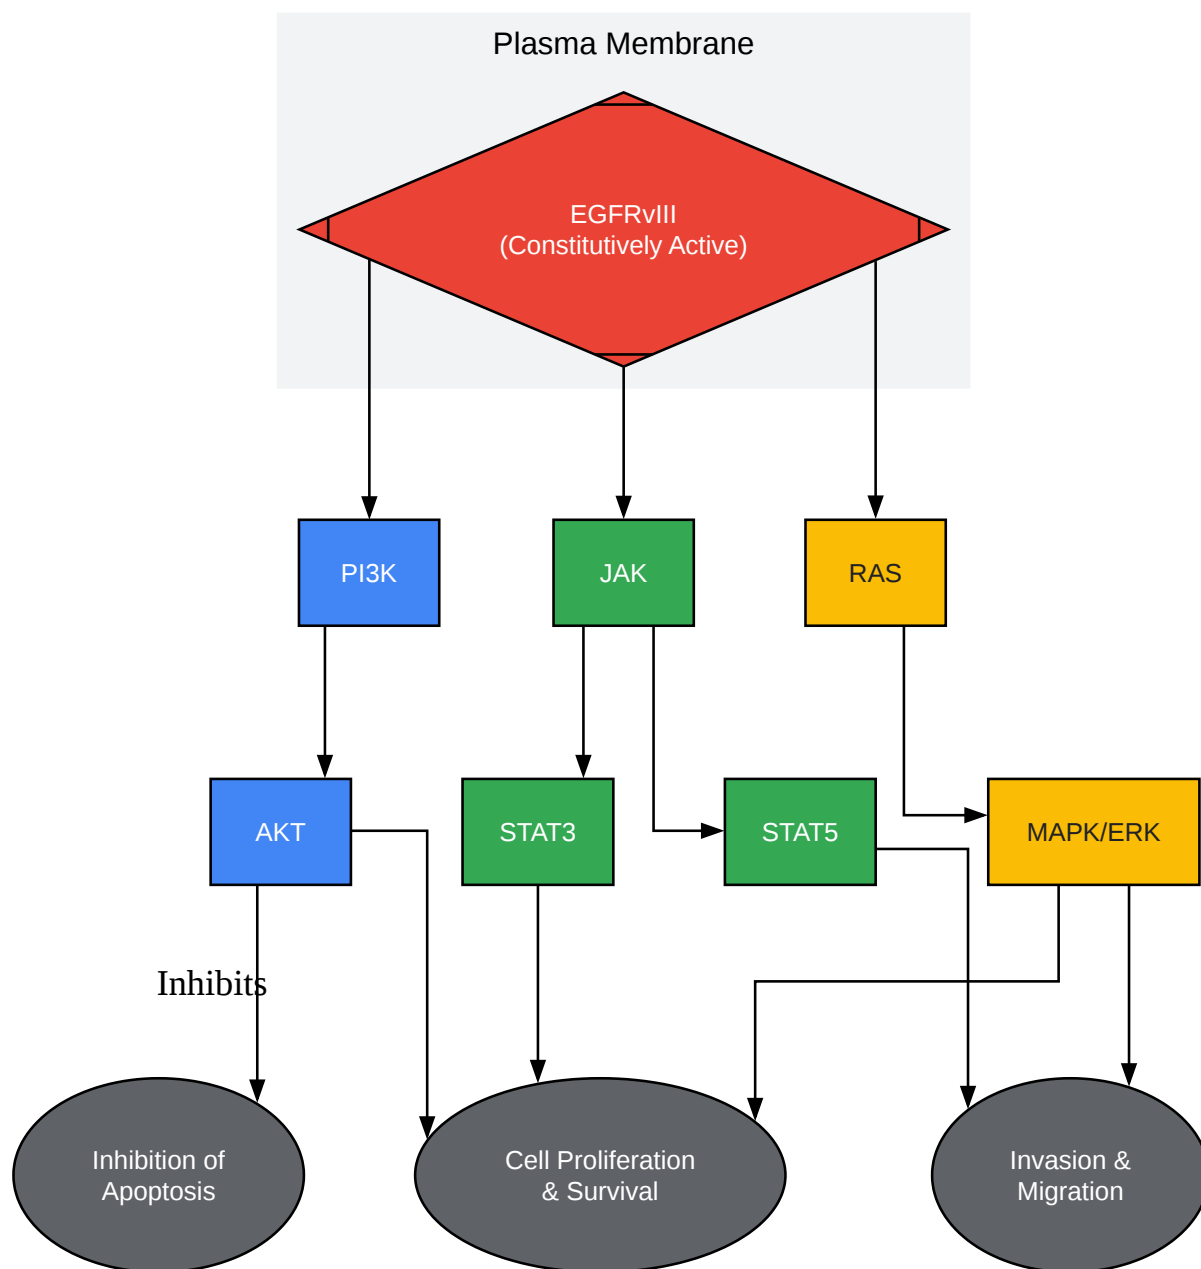 Plasma Membrane
EGFRvIII
(Constitutively Active)
PI3K
JAK
RAS
AKT
STAT3
STAT5
MAPK/ERK
Inhibits
Inhibition of
Apoptosis
Cell Proliferation
& Survival
Invasion &
Migration